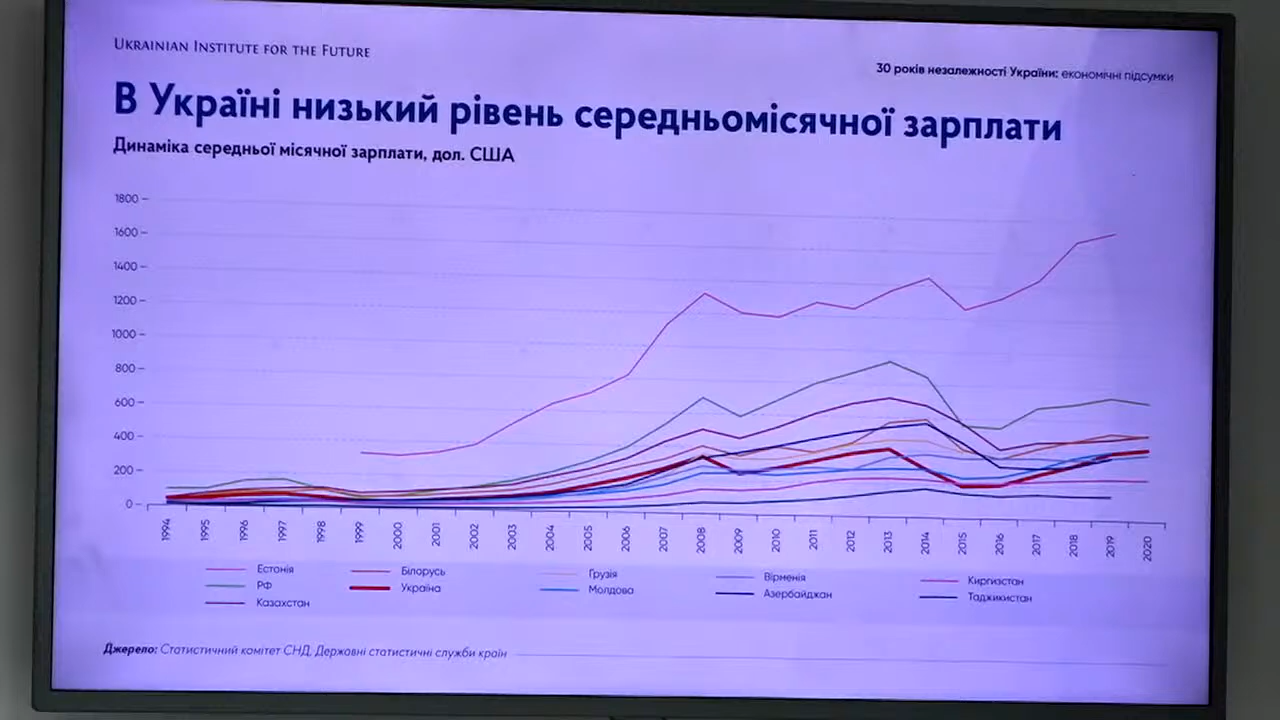 UKRAINIAN INSTITUTE FOR THE FUTURE
30 років незалежності України: економічні підсумки
В Україні низький рівень середньомісячної зарплати
Динаміка середньої місячної зарплати, дол. США
1800
1600
1400
1200
1000
800
600
400
200
0
1994 1995 1996 1997 1998 1999 2000 2001 2002 2003 2004 2005 2006 2007 2008 2009 2010 2011 2012 2013 2014 2015 2016 2017 2018 2019 2020
Естонія Білорусь Грузія Вірменія Киргизстан
РФ Україна Молдова Азербайджан Таджикистан
Казахстан
Джерело: Статистичний комітет СНД, Державні статистичні служби країн